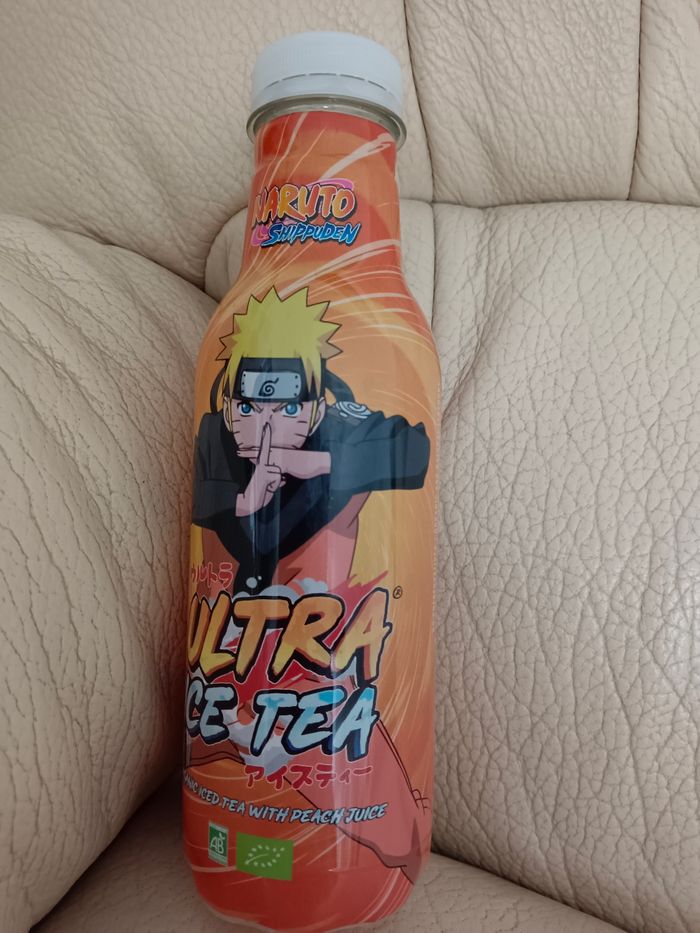 NARUTO
SHIPPUDEN
ウルトラ
ULTRA®
ICE TEA
アイスティー
ANIC ICED TEA WITH PEACH JUICE
AB